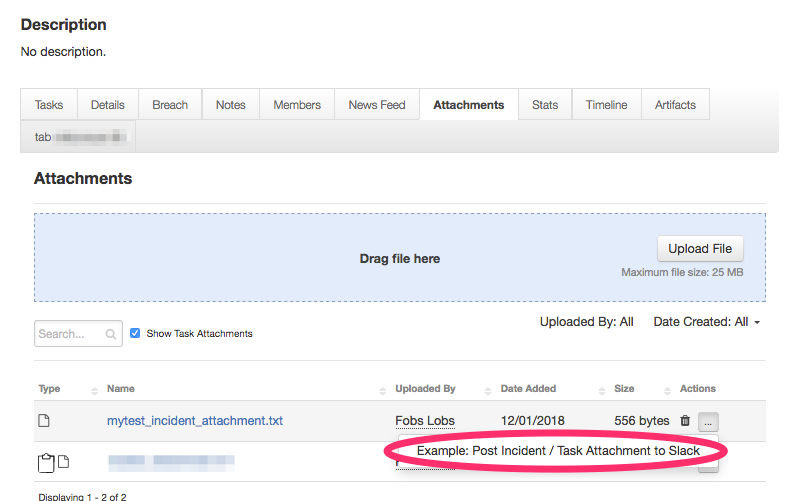 Description
No description.
Tasks Details Breach Notes Members News Feed Attachments Stats Timeline Artifacts
tab
Attachments
Drag file here
Upload File
Maximum file size: 25 MB
Search...
Show Task Attachments
Uploaded By: All Date Created: All
Type Name Uploaded By Date Added Size Actions
mytest_incident_attachment.txt Fobs Lobs 12/01/2018 556 bytes ...
Example: Post Incident / Task Attachment to Slack
Displaying 1 - 2 of 2